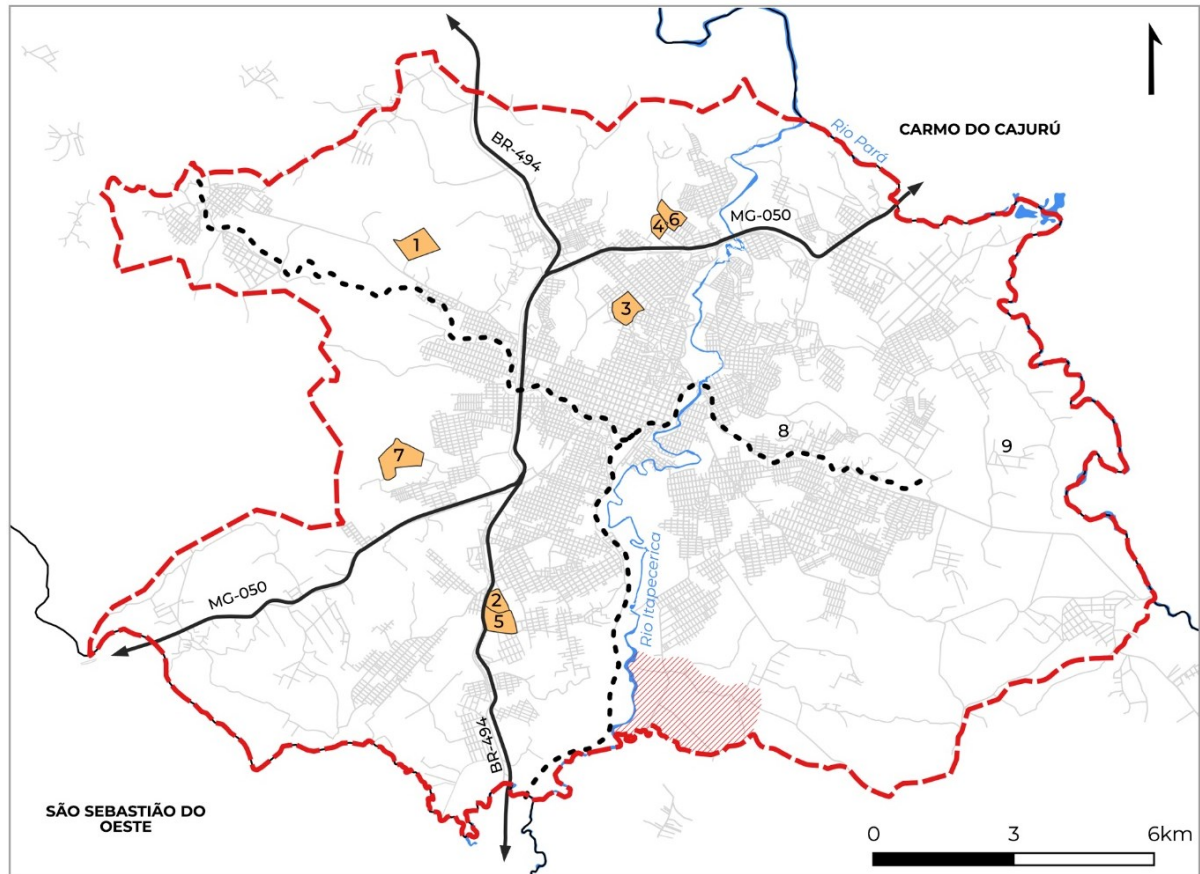 BR-494
Rio Pará
CARMO DO CAJURÚ
MG-050
4
6
1
3
8
9
7
2
5
Rio Itapecerica
MG-050
BR-494
SÃO SEBASTIÃO DO
OESTE
0
3
6km